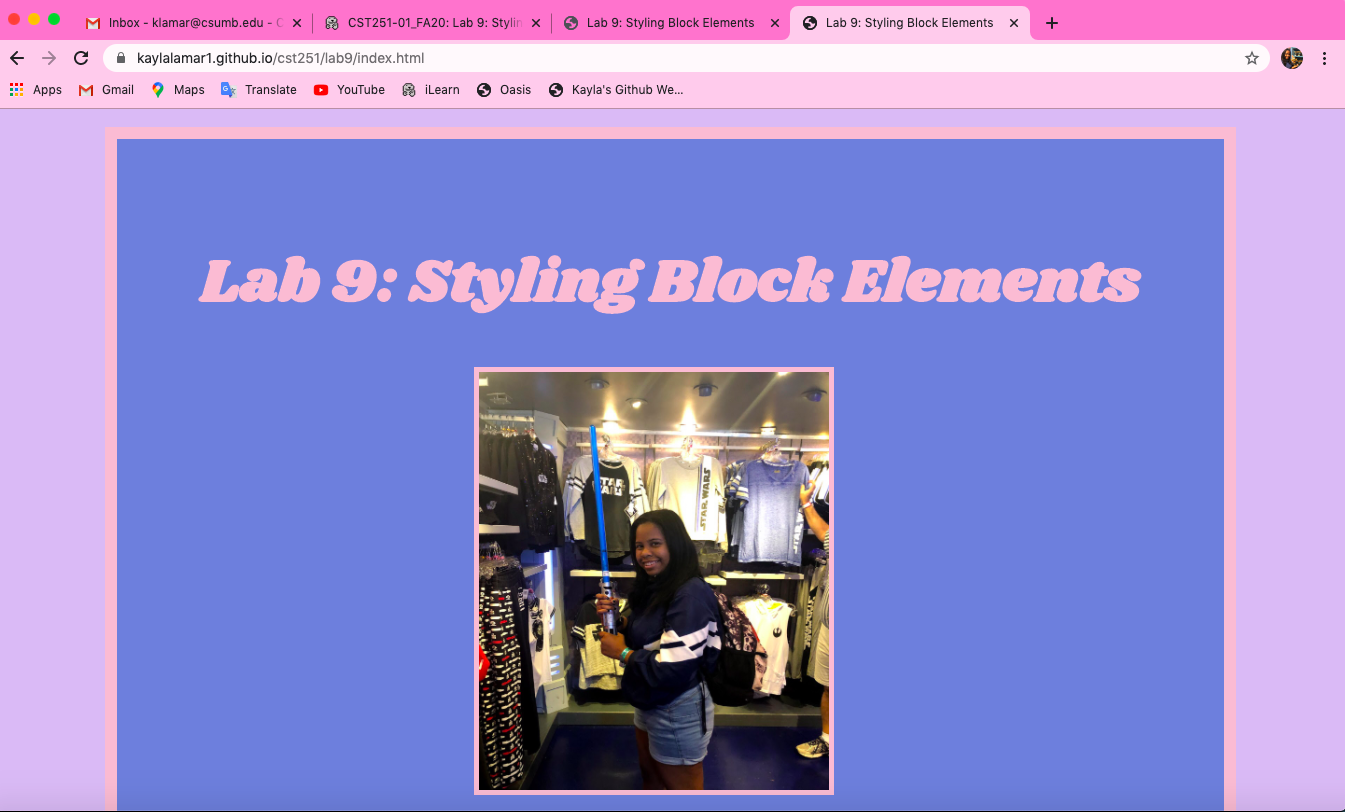 Inbox - klamar@csumb.edu - C
CST251-01_FA20: Lab 9: Stylin
Lab 9: Styling Block Elements
Lab 9: Styling Block Elements
kaylalamar1.github.io/cst251/lab9/index.html
Apps Gmail Maps Translate YouTube iLearn Oasis Kayla's Github We...
Lab 9: Styling Block Elements
STAR
WARS
STAR WARS